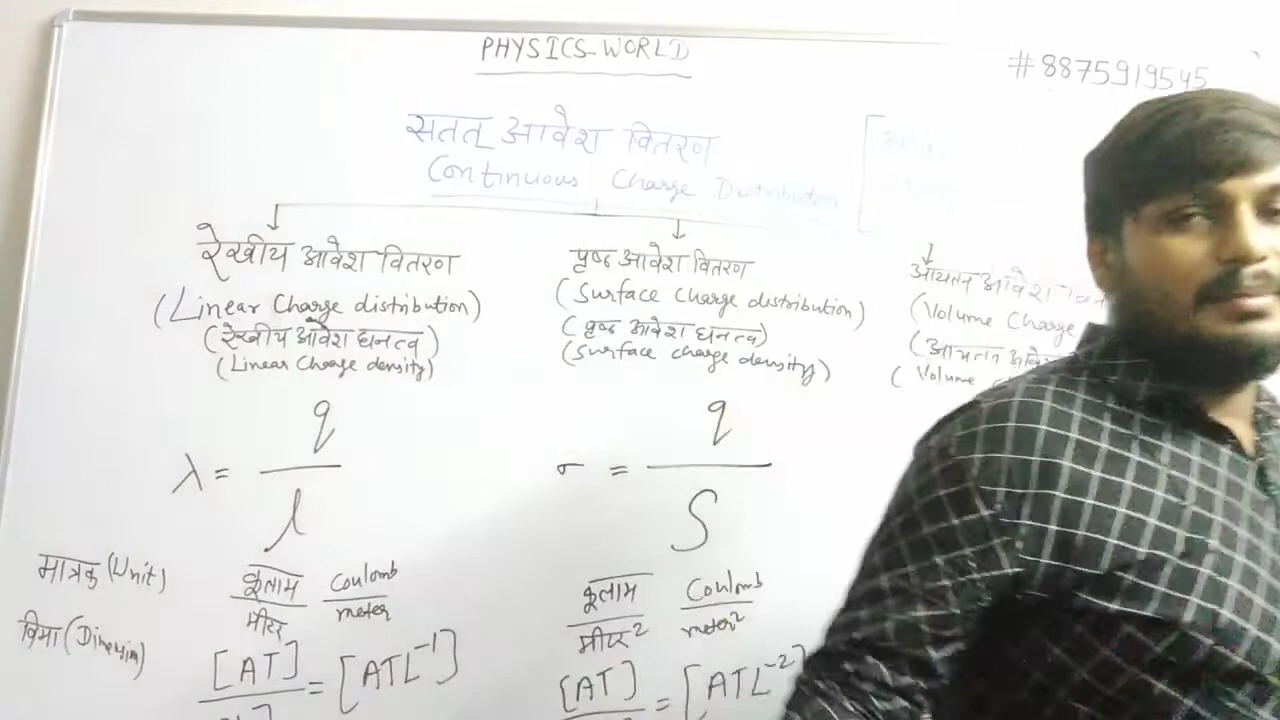 PHYSICS-WORLD
#8875919545
सतत् आवेश वितरण
Continuous Charge Distribution
रेखीय आवेश वितरण
(Linear Charge distribution)
(रेखीय आवेश घनत्व)
(Linear Charge density)
λ = q / l
पृष्ठ आवेश वितरण
(Surface Charge distribution)
(पृष्ठ आवेश घनत्व)
(Surface charge density)
σ = q / S
आयतन आवेश
(Volume Charge
(आयतन
(Volume
मात्रक (Unit)
कूलाम / मीटर Coulomb / meter
कूलाम / मीटर² Coulomb / meter²
विमा (Dimension)
[AT] = [ATL⁻¹]
[AT] = [ATL⁻²]